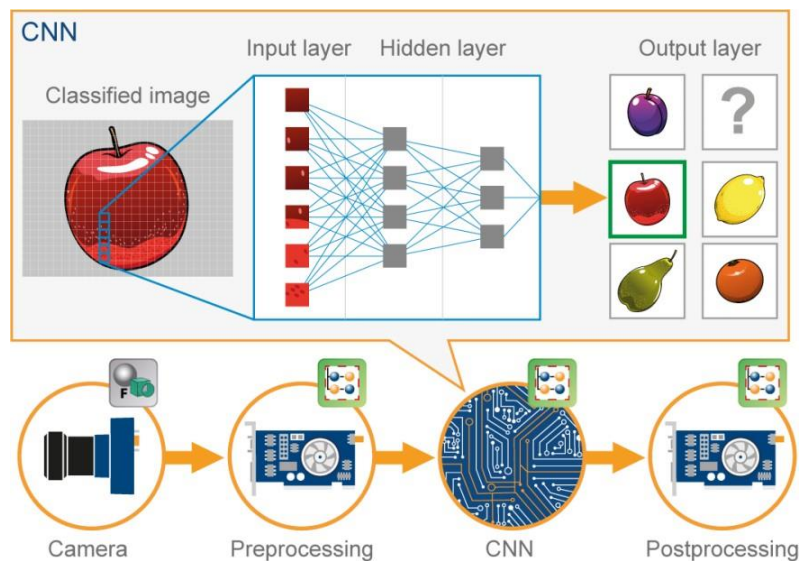 CNN
Input layer
Hidden layer
Output layer
Classified image
?
F
Camera
Preprocessing
CNN
Postprocessing